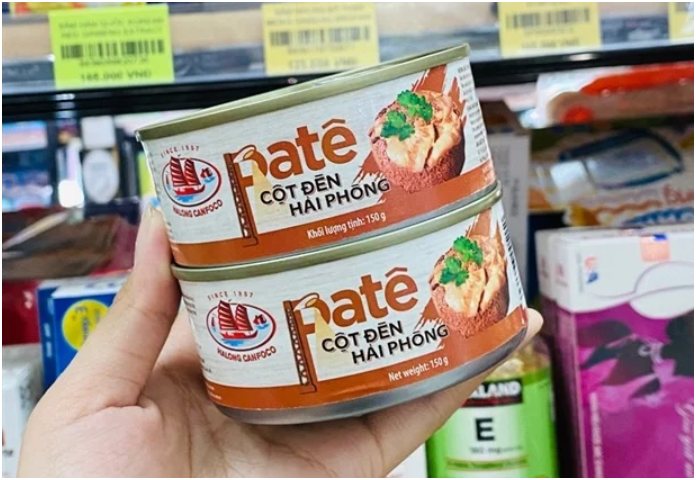 165.000 VND
SINCE 1957
HALONG CANFOCO
patê
CỘT ĐÈN
HẢI PHÒNG
Khối lượng tịnh: 150 g
SINCE 1957
HALONG CANFOCO
patê
CỘT ĐÈN
HẢI PHÒNG
Net weight: 150 g
E